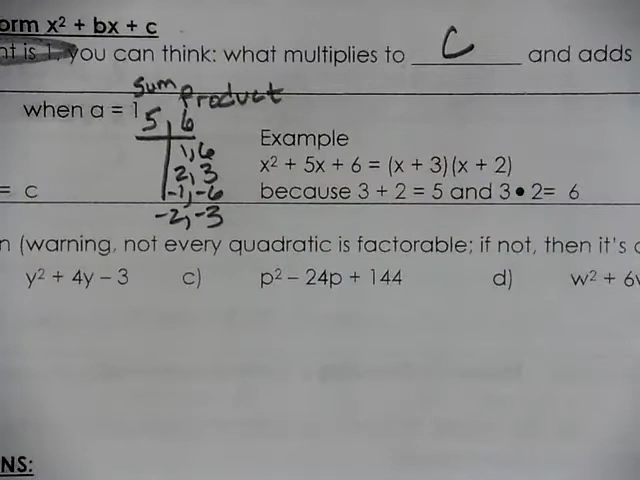 orm x² + bx + c
nt is 1, you can think: what multiplies to C and adds
sum product
when a = 1
5, 6
1, 6
2, 3
-1, -6
-2, -3
Example
x² + 5x + 6 = (x + 3)(x + 2)
= c
because 3 + 2 = 5 and 3 • 2= 6
n (warning, not every quadratic is factorable; if not, then it's
y² + 4y – 3 c) p² – 24p + 144 d) w² + 6
NS: